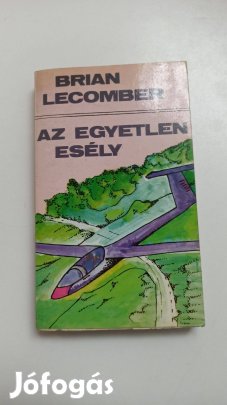 BRIAN
LECOMBER
AZ EGYETLEN
ESÉLY
Jófogás